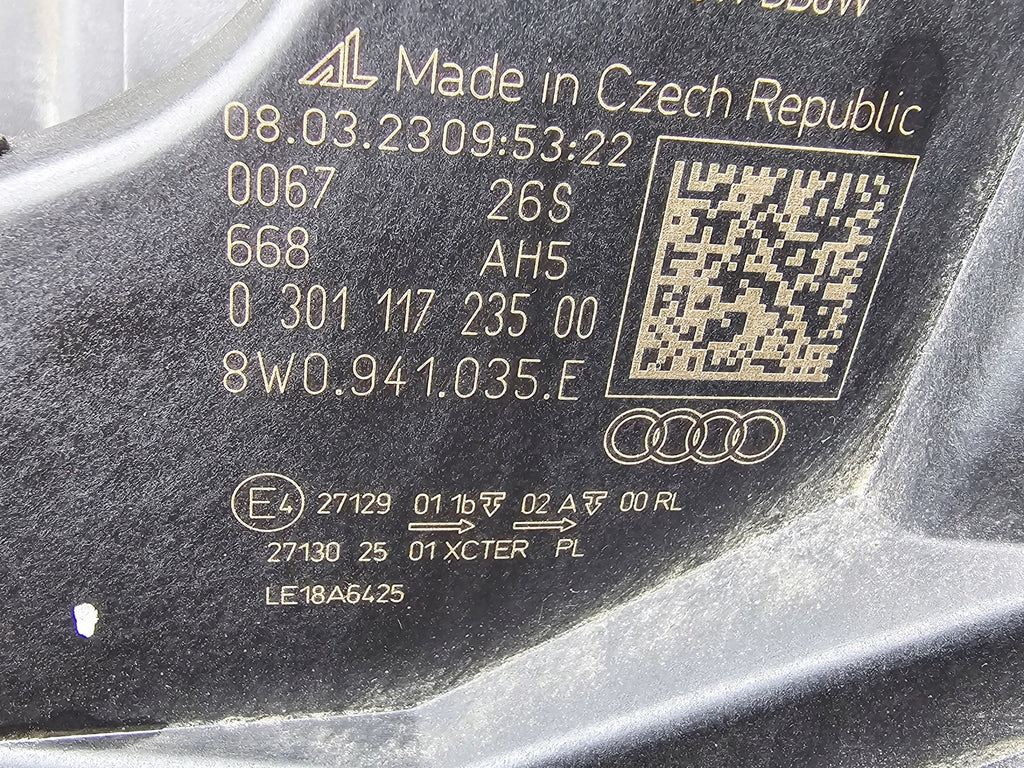 AL Made in Czech Republic
08.03.23 09:53:22
0067 26S
668 AH5
0 301 117 235 00
8W0.941.035.E
E4 27129 01 1b 02 A 00 RL
27130 25 01 XCTER PL
LE18A6425